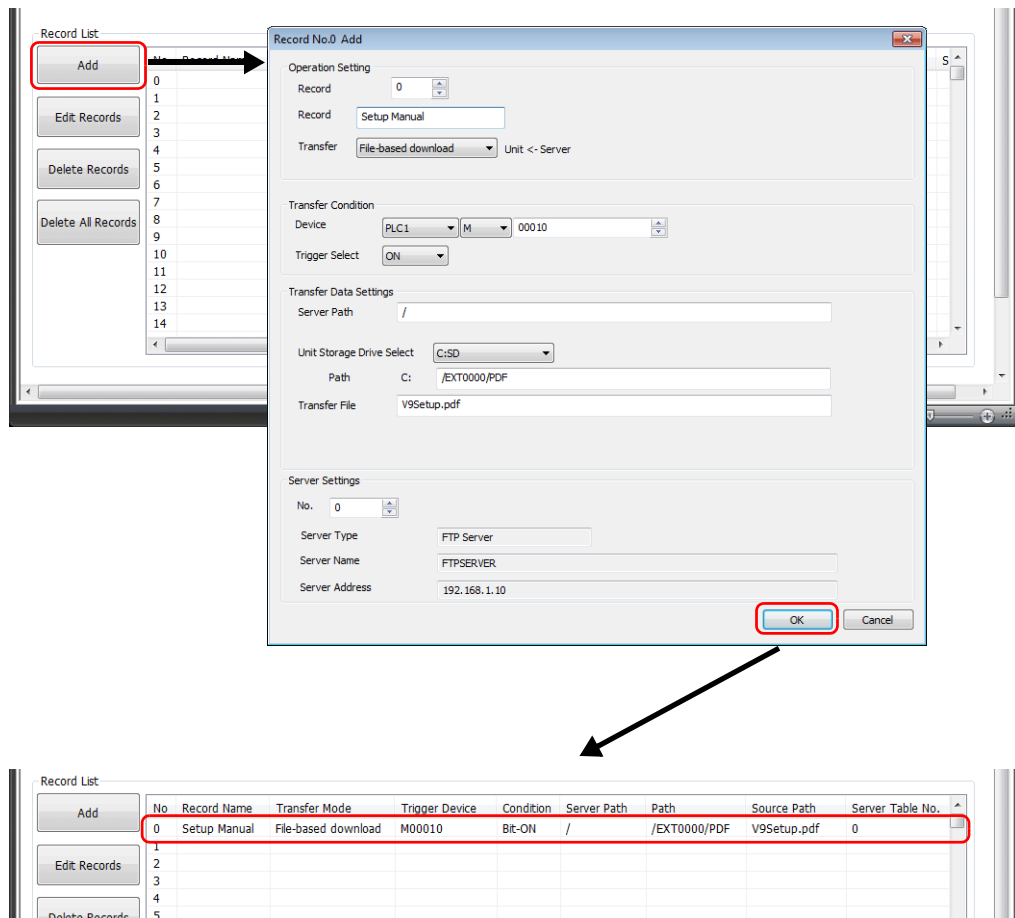 Record List
Add
Edit Records
Delete Records
Delete All Records
0
1
2
3
4
5
6
7
8
9
10
11
12
13
14
S
Record No.0 Add
Operation Setting
Record 0
Record Setup Manual
Transfer File-based download Unit <- Server
Transfer Condition
Device PLC1 M 00010
Trigger Select ON
Transfer Data Settings
Server Path /
Unit Storage Drive Select C:SD
Path C: /EXT0000/PDF
Transfer File V9Setup.pdf
Server Settings
No. 0
Server Type FTP Server
Server Name FTPSERVER
Server Address 192.168.1.10
OK Cancel
Record List
Add
Edit Records
Delete Records
No Record Name Transfer Mode Trigger Device Condition Server Path Path Source Path Server Table No.
0 Setup Manual File-based download M00010 Bit-ON / /EXT0000/PDF V9Setup.pdf 0
1
2
3
4
5